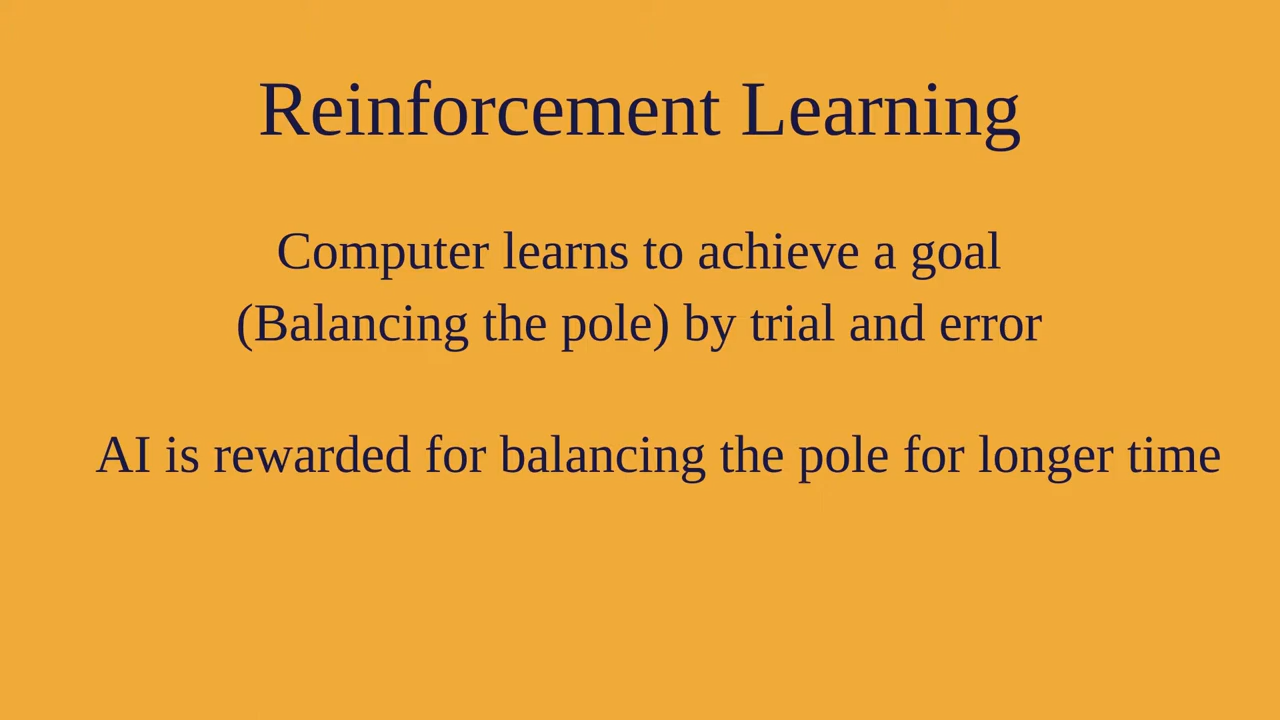 Reinforcement Learning
Computer learns to achieve a goal
(Balancing the pole) by trial and error
AI is rewarded for balancing the pole for longer time